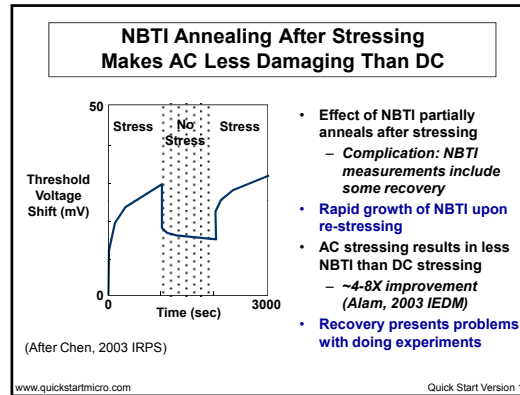 NBTI Annealing After Stressing
Makes AC Less Damaging Than DC
50
Stress
No
Stress
Stress
Threshold
Voltage
Shift (mV)
0
0
3000
Time (sec)
(After Chen, 2003 IRPS)
• Effect of NBTI partially
anneals after stressing
– Complication: NBTI
measurements include
some recovery
• Rapid growth of NBTI upon
re-stressing
• AC stressing results in less
NBTI than DC stressing
– ~4-8X improvement
(Alam, 2003 IEDM)
• Recovery presents problems
with doing experiments
www.quickstartmicro.com
Quick Start Version 1